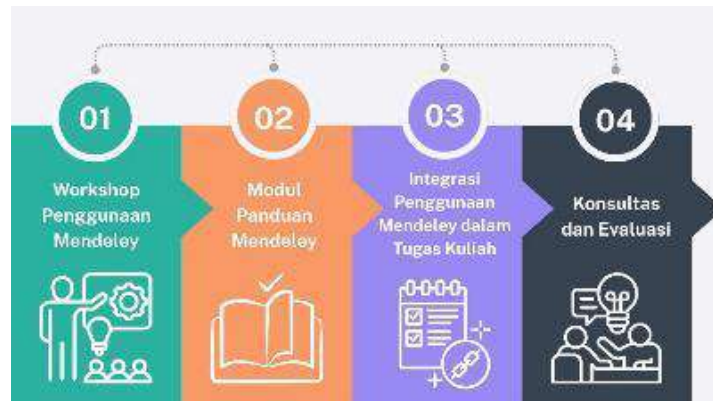 01
Workshop
Penggunaan
Mendeley
02
Modul
Panduan
Mendeley
03
Integrasi
Penggunaan
Mendeley dalam
Tugas Kuliah
04
Konsultas
dan Evaluasi